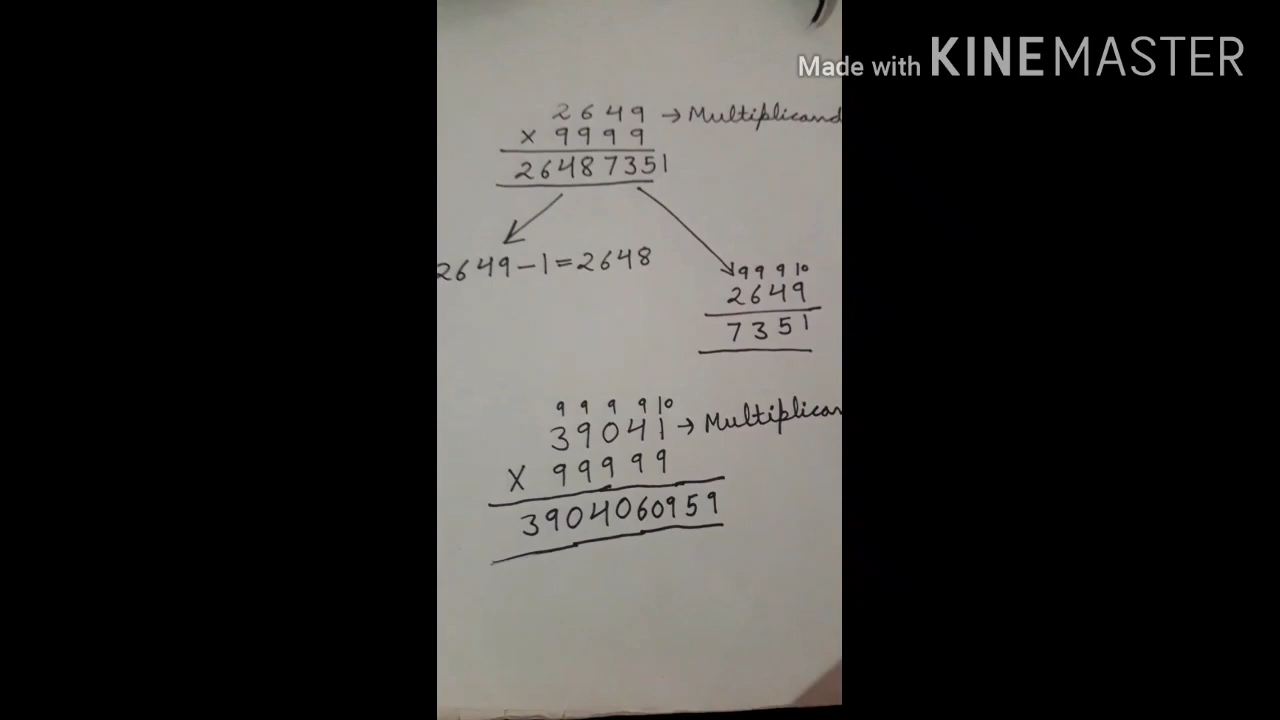 Made with KINEMASTER
2649 → Multiplicand
× 9999
26487351
2649-1=2648
9 9 9 10
2649
7351
9 9 9 9 10
39041 → Multiplican
× 99999
3904060959